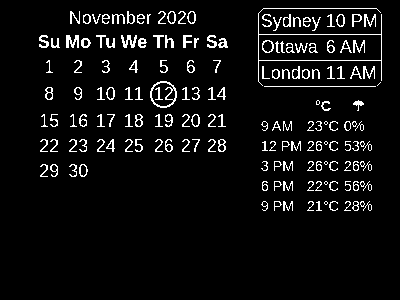 November 2020
Su Mo Tu We Th Fr Sa
1 2 3 4 5 6 7
8 9 10 11 12 13 14
15 16 17 18 19 20 21
22 23 24 25 26 27 28
29 30
Sydney 10 PM
Ottawa 6 AM
London 11 AM
°C ☂
9 AM 23°C 0%
12 PM 26°C 53%
3 PM 26°C 26%
6 PM 22°C 56%
9 PM 21°C 28%